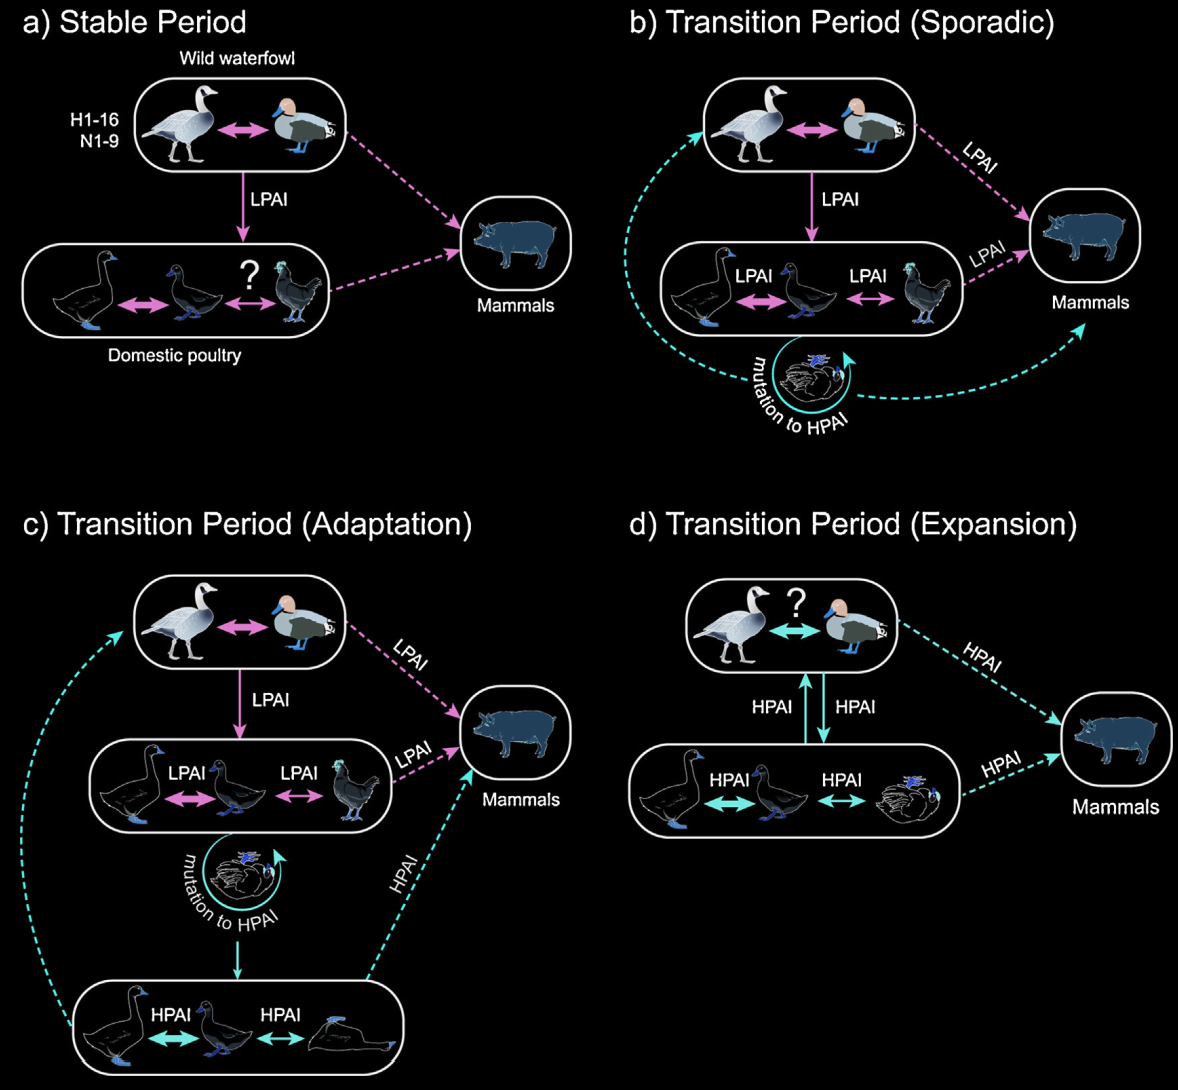 a) Stable Period
Wild waterfowl
H1-16
N1-9
LPAI
?
Mammals
Domestic poultry
b) Transition Period (Sporadic)
LPAI
LPAI
LPAI
LPAI
LPAI
Mammals
mutation to HPAI
c) Transition Period (Adaptation)
LPAI
LPAI
LPAI
LPAI
LPAI
Mammals
mutation to HPAI
HPAI
HPAI
HPAI
d) Transition Period (Expansion)
?
HPAI
HPAI
HPAI
HPAI
HPAI
HPAI
Mammals